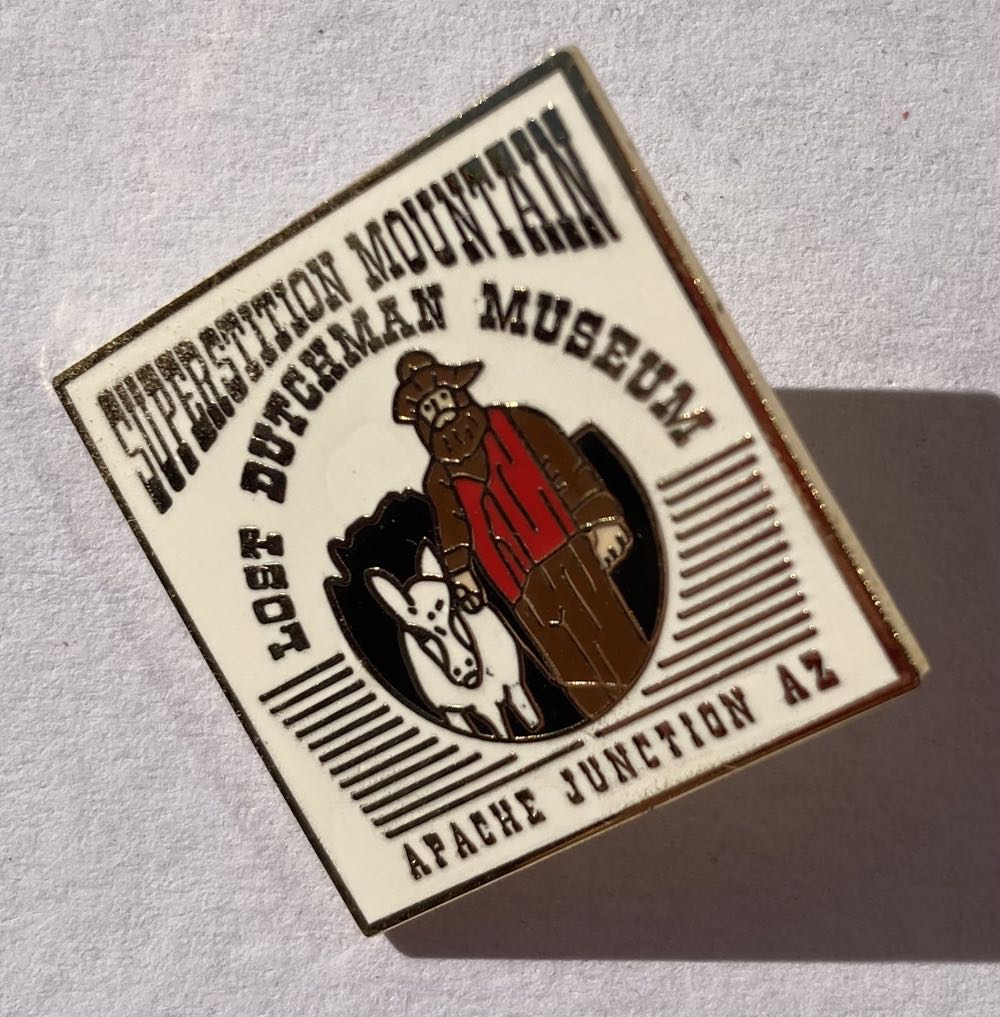 SUPERSTITION MOUNTAIN
LOST DUTCHMAN MUSEUM
APACHE JUNCTION AZ